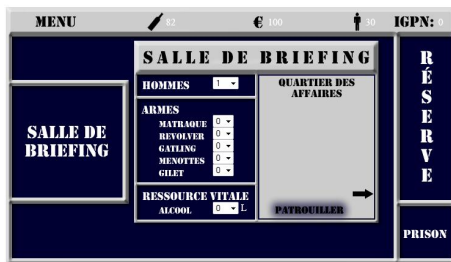 MENU 82 € 100 30 IGPN: 0
SALLE DE BRIEFING
SALLE DE
BRIEFING
HOMMES 1
ARMES
MATRAQUE 0
REVOLVER 0
GATLING 0
MENOTTES 0
GILET 0
RESSOURCE VITALE
ALCOOL 0 L
QUARTIER DES
AFFAIRES
PATROUILLER
RÉSERVE
PRISON